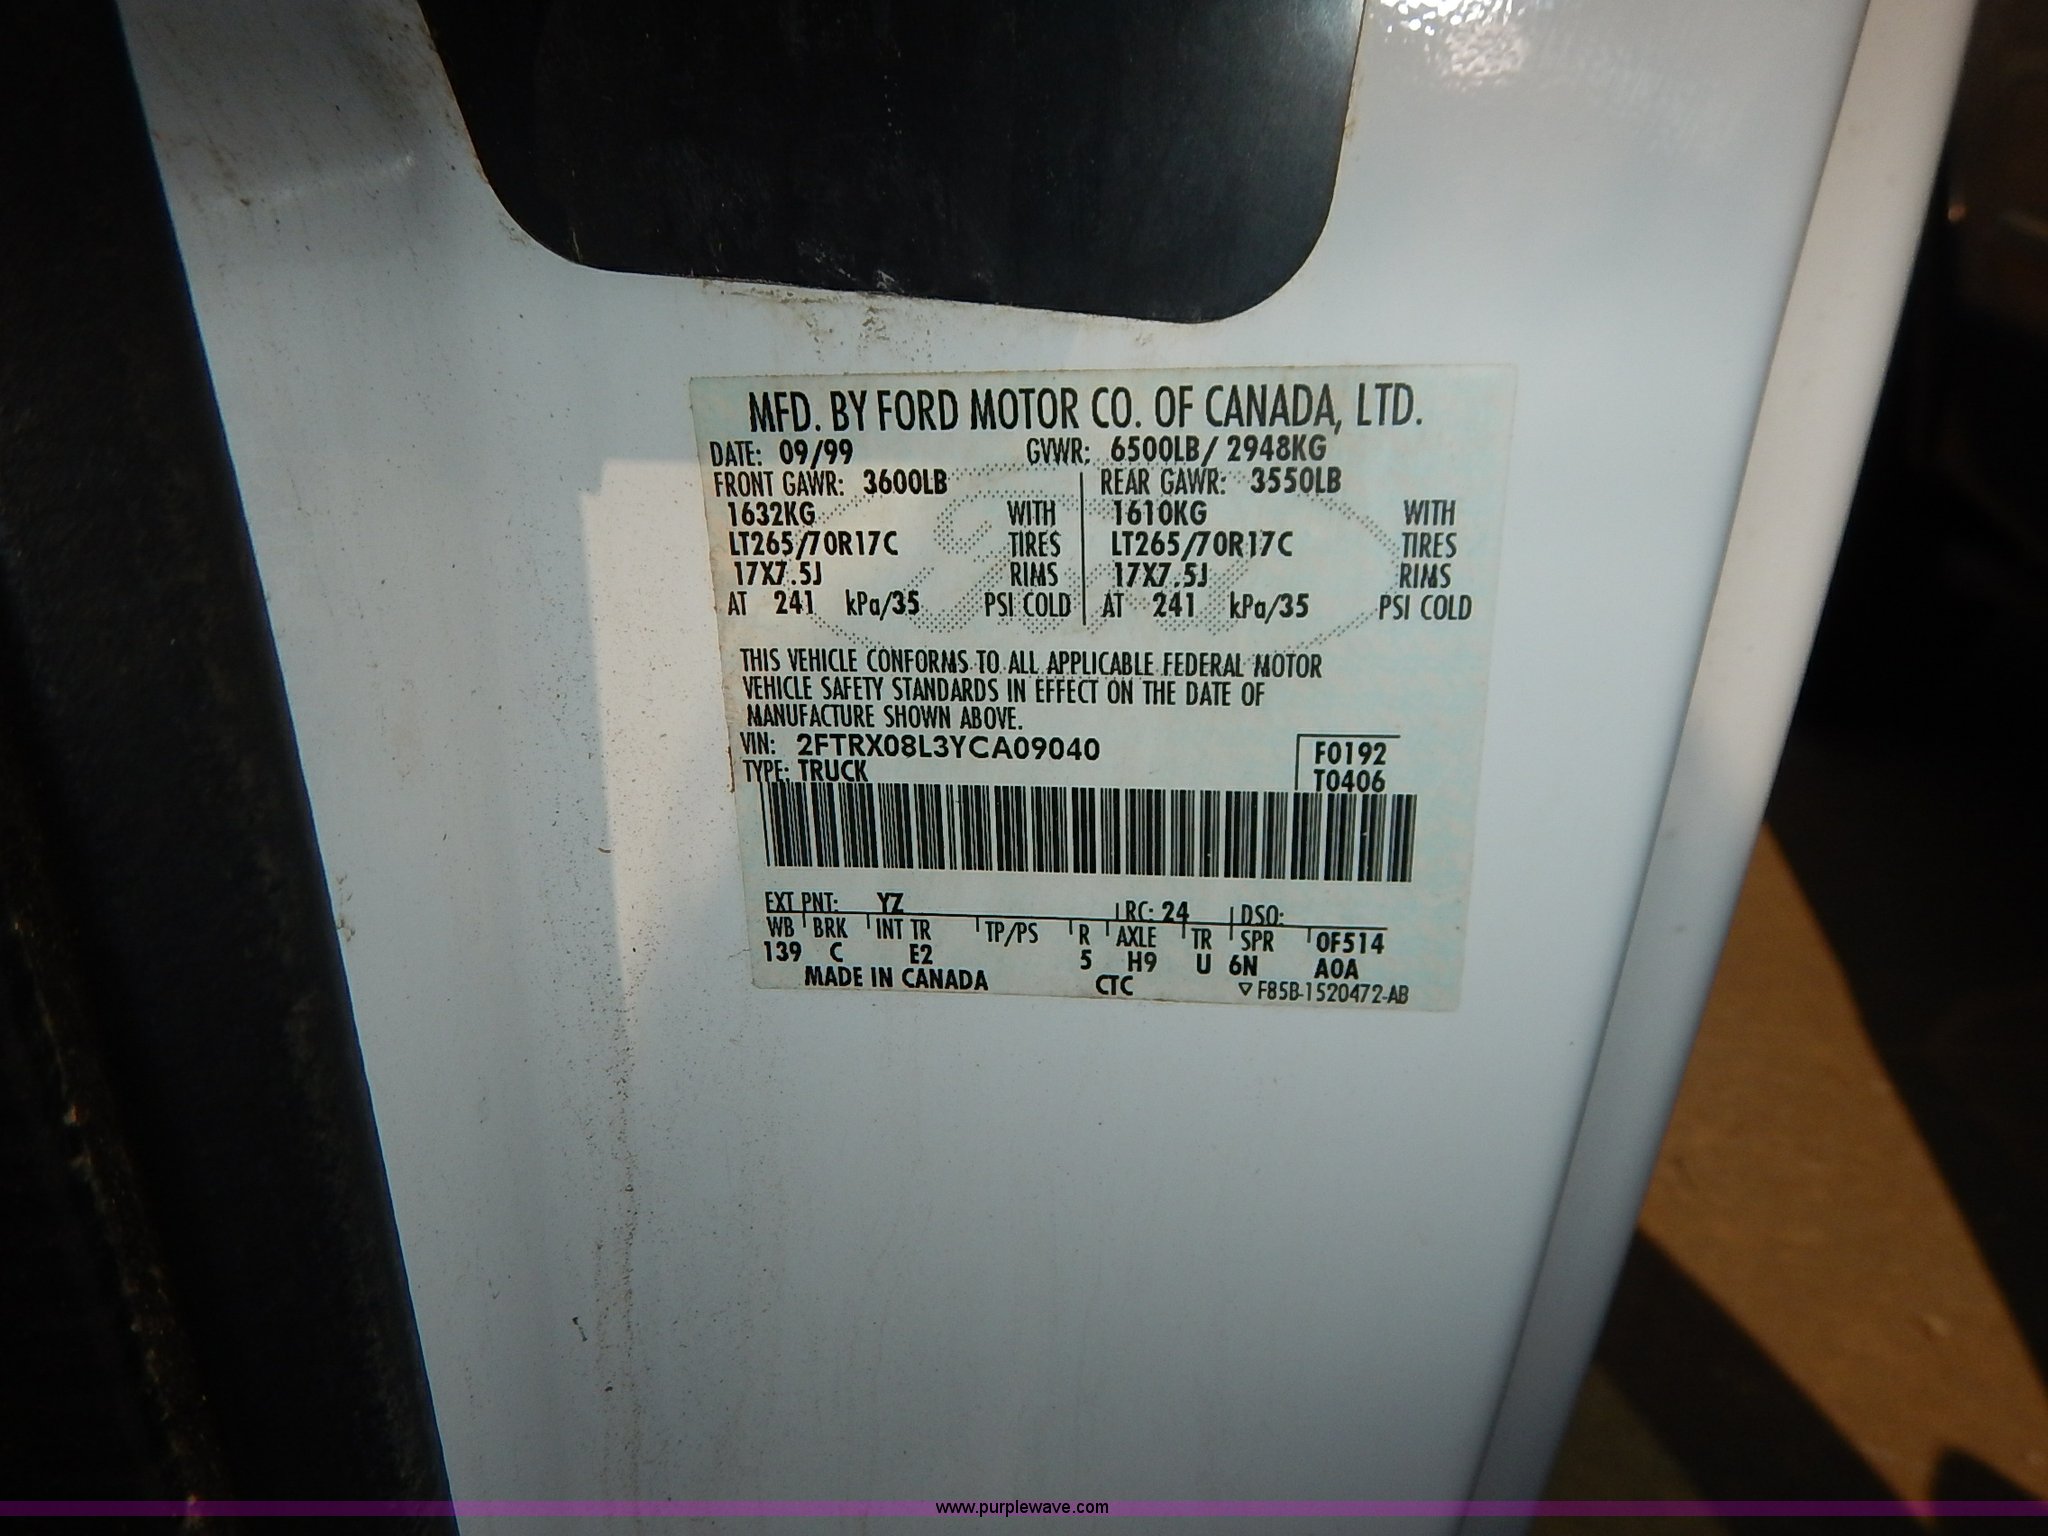 MFD. BY FORD MOTOR CO. OF CANADA, LTD.
DATE: 09/99 GVWR: 6500LB/ 2948KG
FRONT GAWR: 3600LB REAR GAWR: 3550LB
1632KG WITH 1610KG WITH
LT265/70R17C TIRES LT265/70R17C TIRES
17X7.5J RIMS 17X7.5J RIMS
AT 241 kPa/35 PSI COLD AT 241 kPa/35 PSI COLD
THIS VEHICLE CONFORMS TO ALL APPLICABLE FEDERAL MOTOR
VEHICLE SAFETY STANDARDS IN EFFECT ON THE DATE OF
MANUFACTURE SHOWN ABOVE.
VIN: 2FTRX08L3YCA09040 F0192
TYPE: TRUCK T0406
EXT PNT: YZ RC: 24 DSO:
WB BRK INT TR TP/PS R AXLE TR SPR 0F514
139 C E2 5 H9 U 6N A0A
MADE IN CANADA CTC ▽F85B-1520472-AB
www.purplewave.com